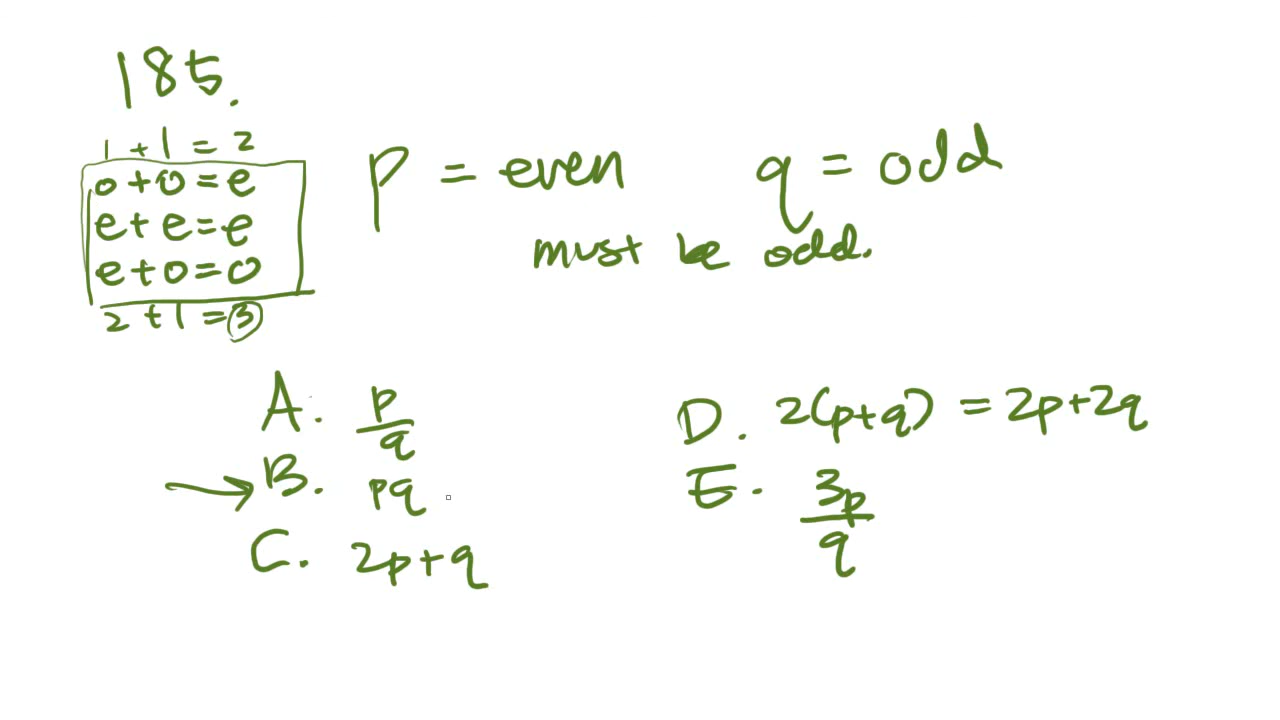 185.
1 + 1 = 2
o + o = e
e + e = e
e + o = o
2 + 1 = 3
p = even q = odd
must be odd.
A. p/q
B. pq
C. 2p+q
D. 2(p+q) = 2p+2q
E. 3p/q